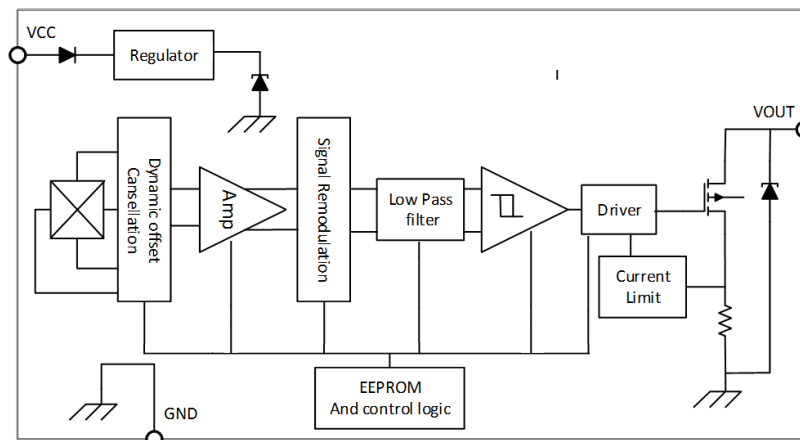 VCC
Regulator
VOUT
Dynamic offset
Cansellation
Amp
Signal Remodulation
Low Pass
filter
Driver
Current
Limit
EEPROM
And control logic
GND